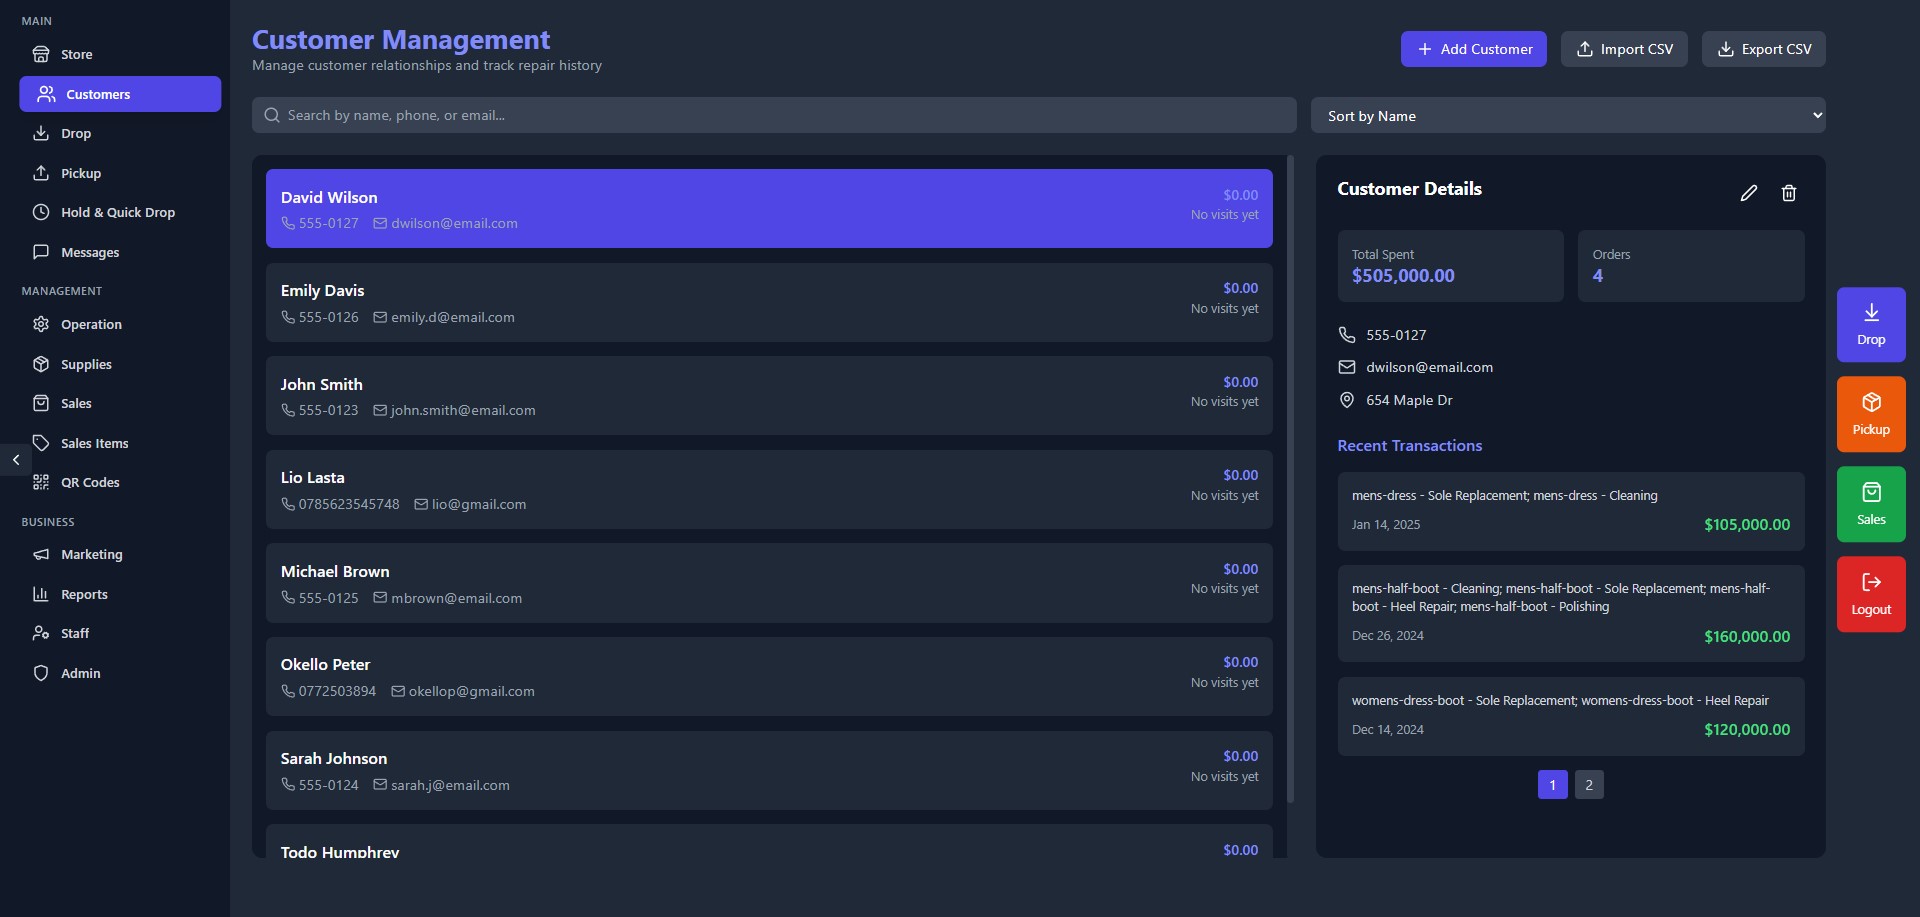 MAIN
Store
Customers
Drop
Pickup
Hold & Quick Drop
Messages
MANAGEMENT
Operation
Supplies
Sales
Sales Items
QR Codes
BUSINESS
Marketing
Reports
Staff
Admin
Customer Management
Manage customer relationships and track repair history
Add Customer
Import CSV
Export CSV
Search by name, phone, or email...
Sort by Name
David Wilson
$0.00
555-0127 dwilson@email.com
No visits yet
Emily Davis
$0.00
555-0126 emily.d@email.com
No visits yet
John Smith
$0.00
555-0123 john.smith@email.com
No visits yet
Lio Lasta
$0.00
0785623545748 lio@gmail.com
No visits yet
Michael Brown
$0.00
555-0125 mbrown@email.com
No visits yet
Okello Peter
$0.00
0772503894 okellop@gmail.com
No visits yet
Sarah Johnson
$0.00
555-0124 sarah.j@email.com
No visits yet
Todo Humphrey
$0.00
Customer Details
Total Spent
$505,000.00
Orders
4
555-0127
dwilson@email.com
654 Maple Dr
Recent Transactions
mens-dress - Sole Replacement; mens-dress - Cleaning
Jan 14, 2025
$105,000.00
mens-half-boot - Cleaning; mens-half-boot - Sole Replacement; mens-half-
boot - Heel Repair; mens-half-boot - Polishing
Dec 26, 2024
$160,000.00
womens-dress-boot - Sole Replacement; womens-dress-boot - Heel Repair
Dec 14, 2024
$120,000.00
1
2
Drop
Pickup
Sales
Logout